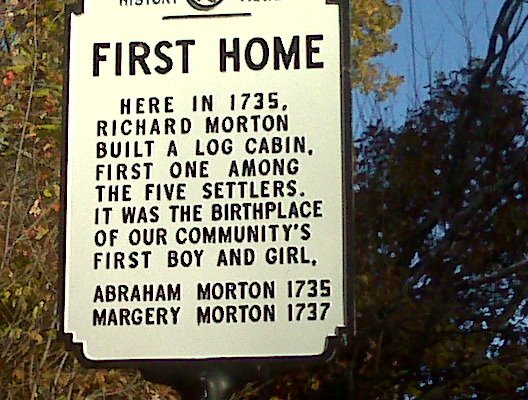 HISTORY
FIRST HOME
HERE IN 1735,
RICHARD MORTON
BUILT A LOG CABIN,
FIRST ONE AMONG
THE FIVE SETTLERS.
IT WAS THE BIRTHPLACE
OF OUR COMMUNITY'S
FIRST BOY AND GIRL,
ABRAHAM MORTON 1735
MARGERY MORTON 1737